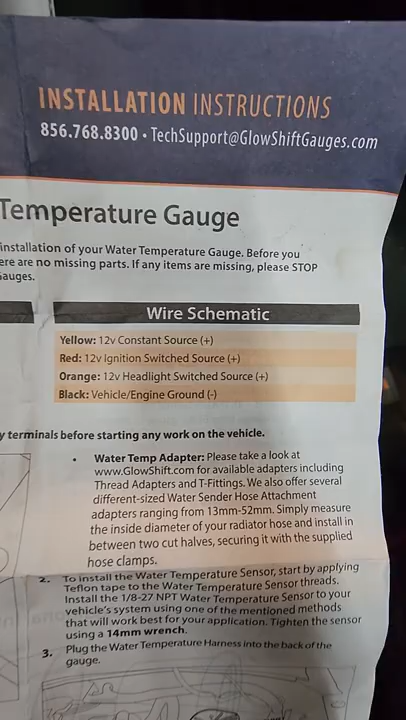 INSTALLATION INSTRUCTIONS
856.768.8300 • TechSupport@GlowShiftGauges.com
Temperature Gauge
installation of your Water Temperature Gauge. Before you
ere are no missing parts. If any items are missing, please STOP
Gauges.
Wire Schematic
Yellow: 12v Constant Source (+)
Red: 12v Ignition Switched Source (+)
Orange: 12v Headlight Switched Source (+)
Black: Vehicle/Engine Ground (-)
y terminals before starting any work on the vehicle.
• Water Temp Adapter: Please take a look at
www.GlowShift.com for available adapters including
Thread Adapters and T-Fittings. We also offer several
different-sized Water Sender Hose Attachment
adapters ranging from 13mm-52mm. Simply measure
the inside diameter of your radiator hose and install in
between two cut halves, securing it with the supplied
hose clamps.
2. To install the Water Temperature Sensor, start by applying
Teflon tape to the Water Temperature Sensor threads.
Install the 1/8-27 NPT Water Temperature Sensor to your
vehicle's system using one of the mentioned methods
that will work best for your application. Tighten the sensor
using a 14mm wrench.
3. Plug the Water Temperature Harness into the back of the
gauge.